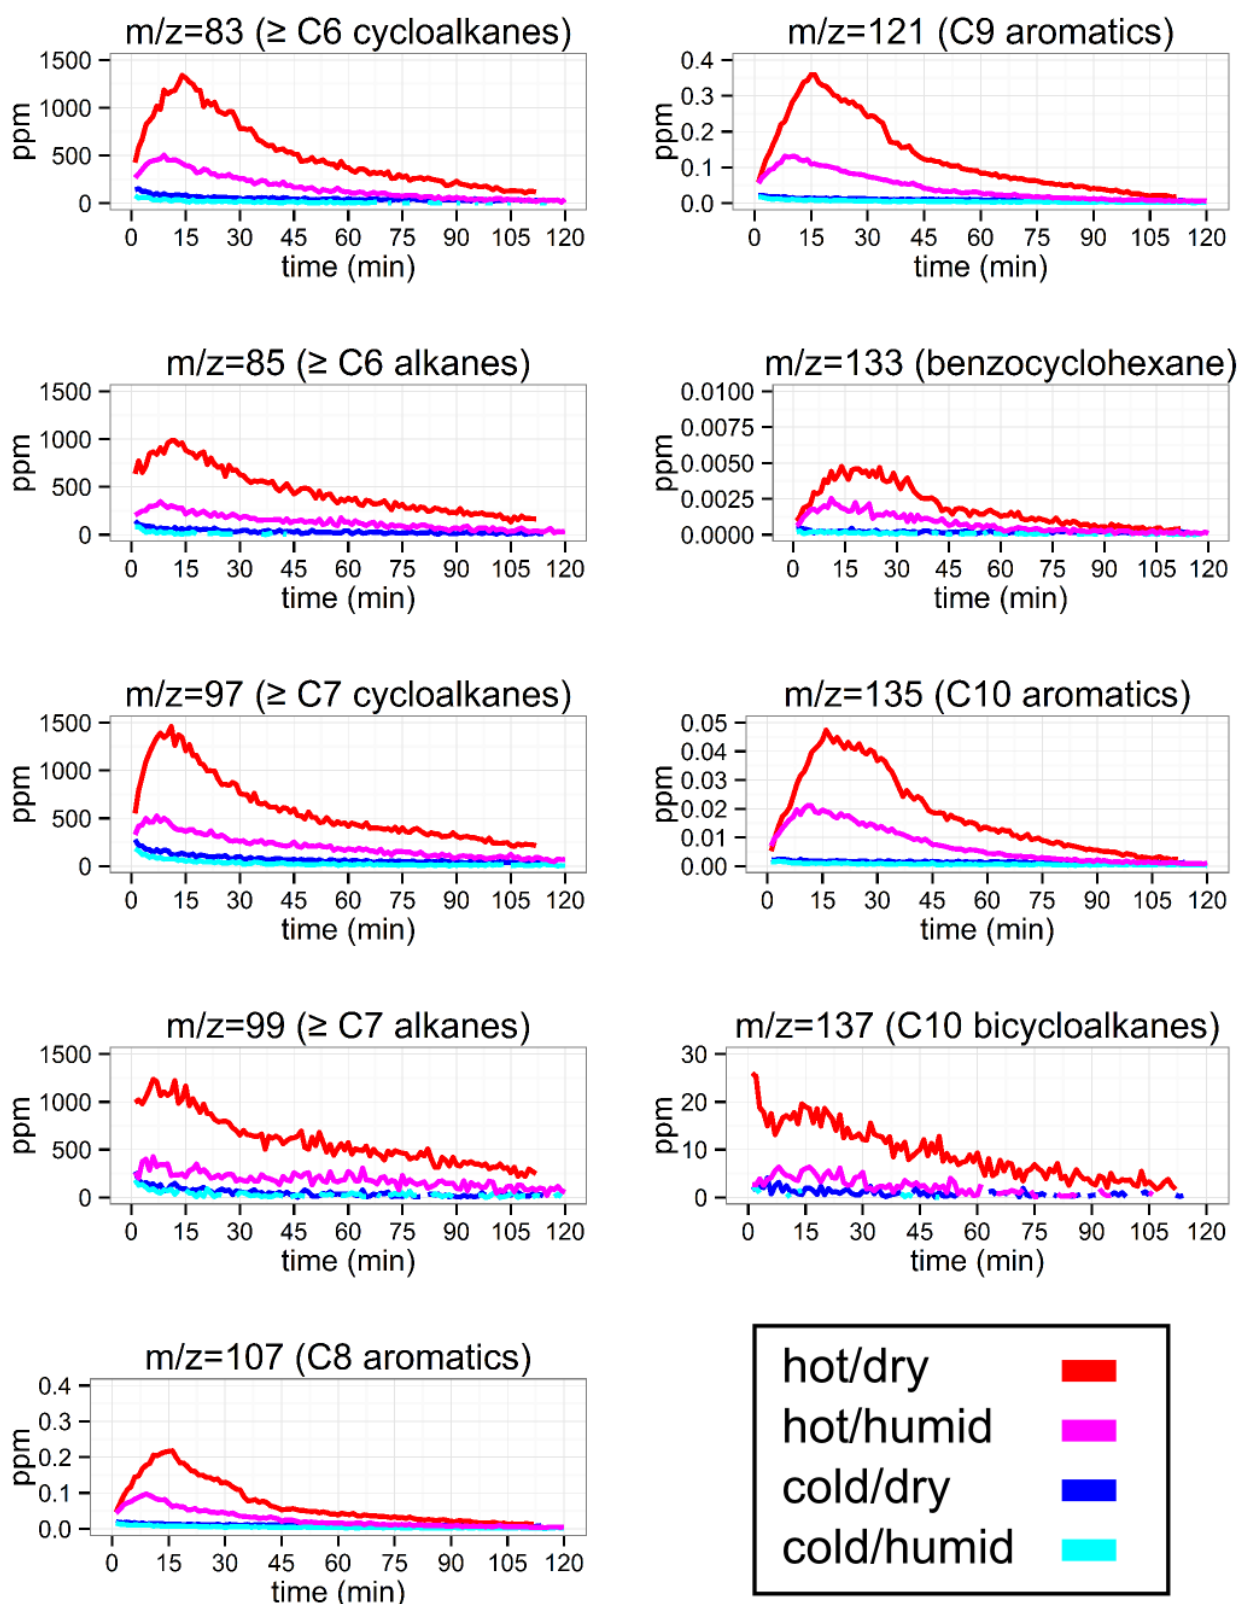 m/z=83 (≥ C6 cycloalkanes)
1500
1000
500
0
ppm
0 15 30 45 60 75 90 105 120
time (min)
m/z=121 (C9 aromatics)
0.4
0.3
0.2
0.1
0.0
ppm
0 15 30 45 60 75 90 105 120
time (min)
m/z=85 (≥ C6 alkanes)
1500
1000
500
0
ppm
0 15 30 45 60 75 90 105 120
time (min)
m/z=133 (benzocyclohexane)
0.0100
0.0075
0.0050
0.0025
0.0000
ppm
0 15 30 45 60 75 90 105 120
time (min)
m/z=97 (≥ C7 cycloalkanes)
1500
1000
500
0
ppm
0 15 30 45 60 75 90 105 120
time (min)
m/z=135 (C10 aromatics)
0.05
0.04
0.03
0.02
0.01
0.00
ppm
0 15 30 45 60 75 90 105 120
time (min)
m/z=99 (≥ C7 alkanes)
1500
1000
500
0
ppm
0 15 30 45 60 75 90 105 120
time (min)
m/z=137 (C10 bicycloalkanes)
30
20
10
0
ppm
0 15 30 45 60 75 90 105 120
time (min)
m/z=107 (C8 aromatics)
0.4
0.3
0.2
0.1
0.0
ppm
0 15 30 45 60 75 90 105 120
time (min)
hot/dry
hot/humid
cold/dry
cold/humid